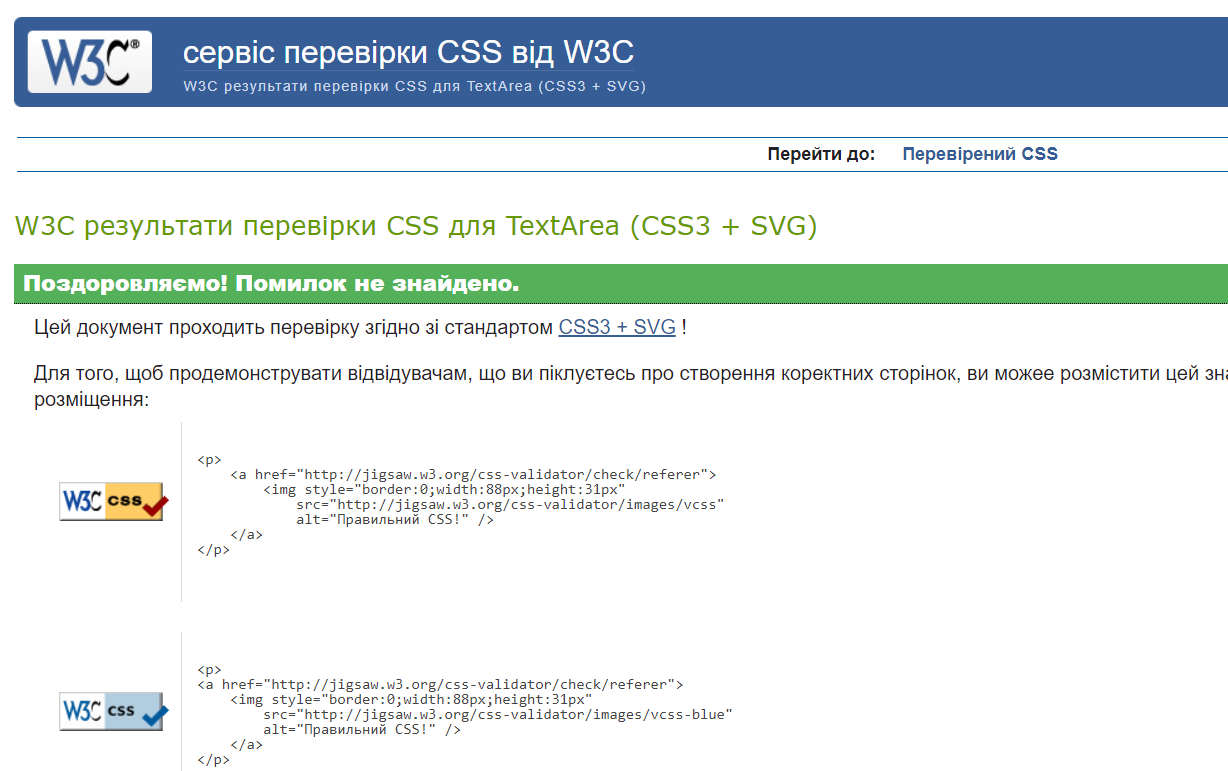 W3C®
сервіс перевірки CSS від W3C
W3C результати перевірки CSS для TextArea (CSS3 + SVG)
Перейти до: Перевірений CSS
W3C результати перевірки CSS для TextArea (CSS3 + SVG)
Поздоровляємо! Помилок не знайдено.
Цей документ проходить перевірку згідно зі стандартом CSS3 + SVG !
Для того, щоб продемонструвати відвідувачам, що ви піклуєтесь про створення коректних сторінок, ви можее розмістити цей
розміщення:
W3C css
<p>
<a href="http://jigsaw.w3.org/css-validator/check/referer">
<img style="border:0;width:88px;height:31px"
src="http://jigsaw.w3.org/css-validator/images/vcss"
alt="Правильний CSS!" />
</a>
</p>
W3C css
<p>
<a href="http://jigsaw.w3.org/css-validator/check/referer">
<img style="border:0;width:88px;height:31px"
src="http://jigsaw.w3.org/css-validator/images/vcss-blue"
alt="Правильний CSS!" />
</a>
</p>